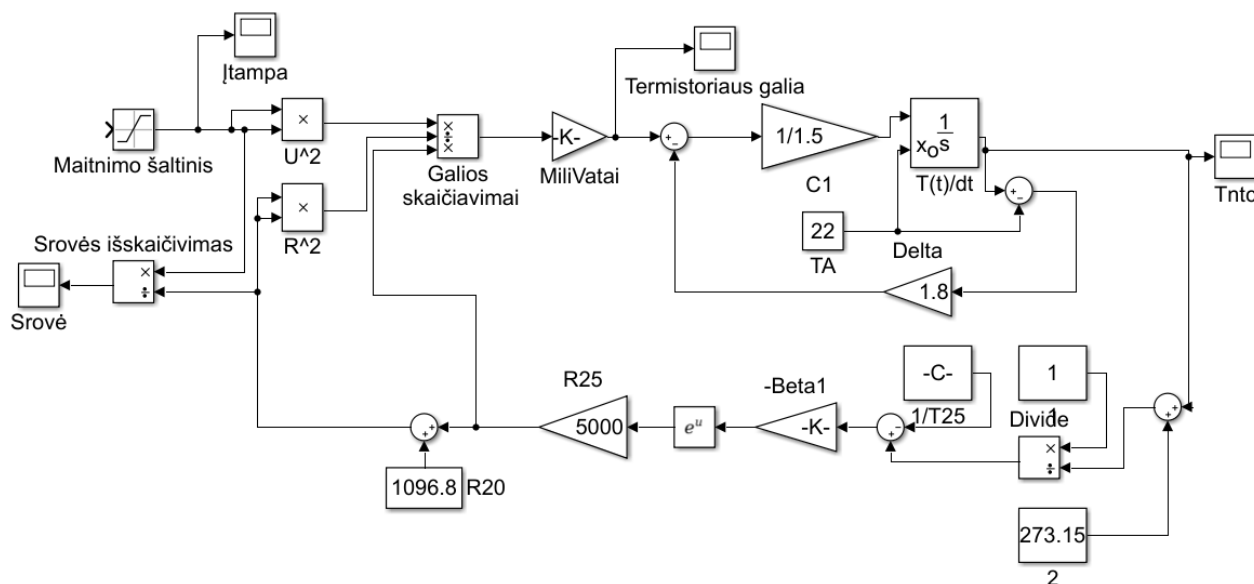 Įtampa
Termistoriaus galia
Maitnimo šaltinis
×
U^2
×
÷
×
Galios
skaičiavimai
-K-
MiliVatai
+
−
1/1.5
C1
1
s
xo
T(t)/dt
Tntc
×
R^2
22
TA
Delta
+
−
1.8
Srovės išskaičivimas
×
÷
Srovė
R25
5000
e^u
-Beta1
-K-
-C-
1/T25
−
+
1
1
Divide
×
÷
+
+
+
+
1096.8
R20
273.15
2